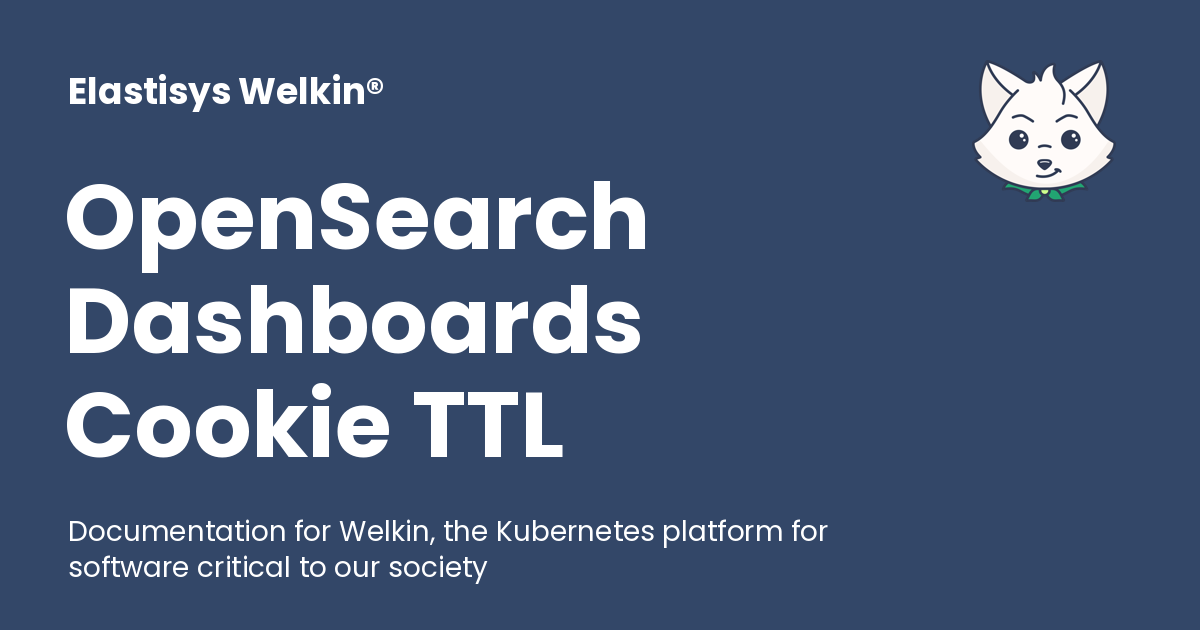 Elastisys Welkin®
OpenSearch
Dashboards
Cookie TTL
Documentation for Welkin, the Kubernetes platform for
software critical to our society